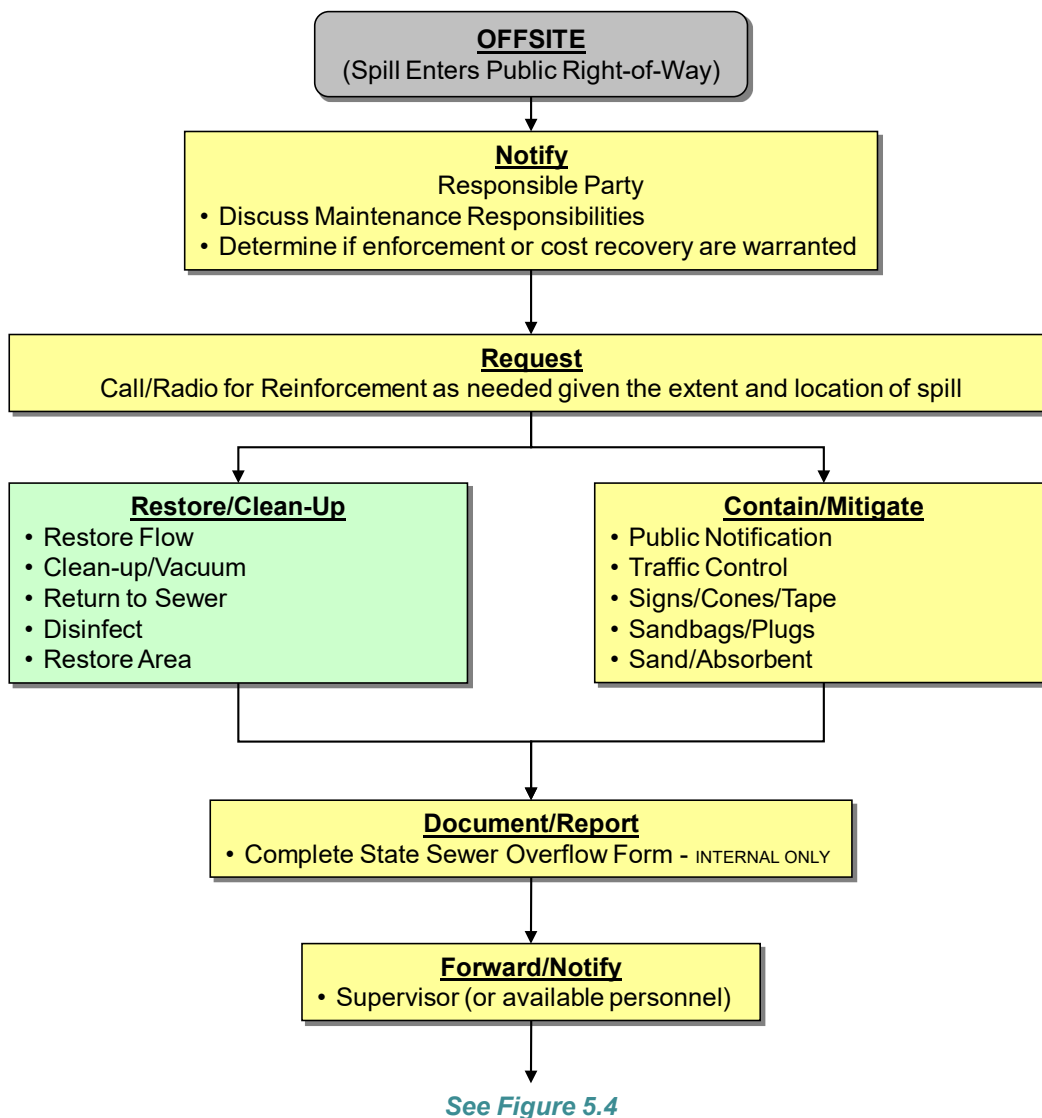 OFFSITE
(Spill Enters Public Right-of-Way)
Notify
Responsible Party
• Discuss Maintenance Responsibilities
• Determine if enforcement or cost recovery are warranted
Request
Call/Radio for Reinforcement as needed given the extent and location of spill
Restore/Clean-Up
• Restore Flow
• Clean-up/Vacuum
• Return to Sewer
• Disinfect
• Restore Area
Contain/Mitigate
• Public Notification
• Traffic Control
• Signs/Cones/Tape
• Sandbags/Plugs
• Sand/Absorbent
Document/Report
• Complete State Sewer Overflow Form - INTERNAL ONLY
Forward/Notify
• Supervisor (or available personnel)
See Figure 5.4